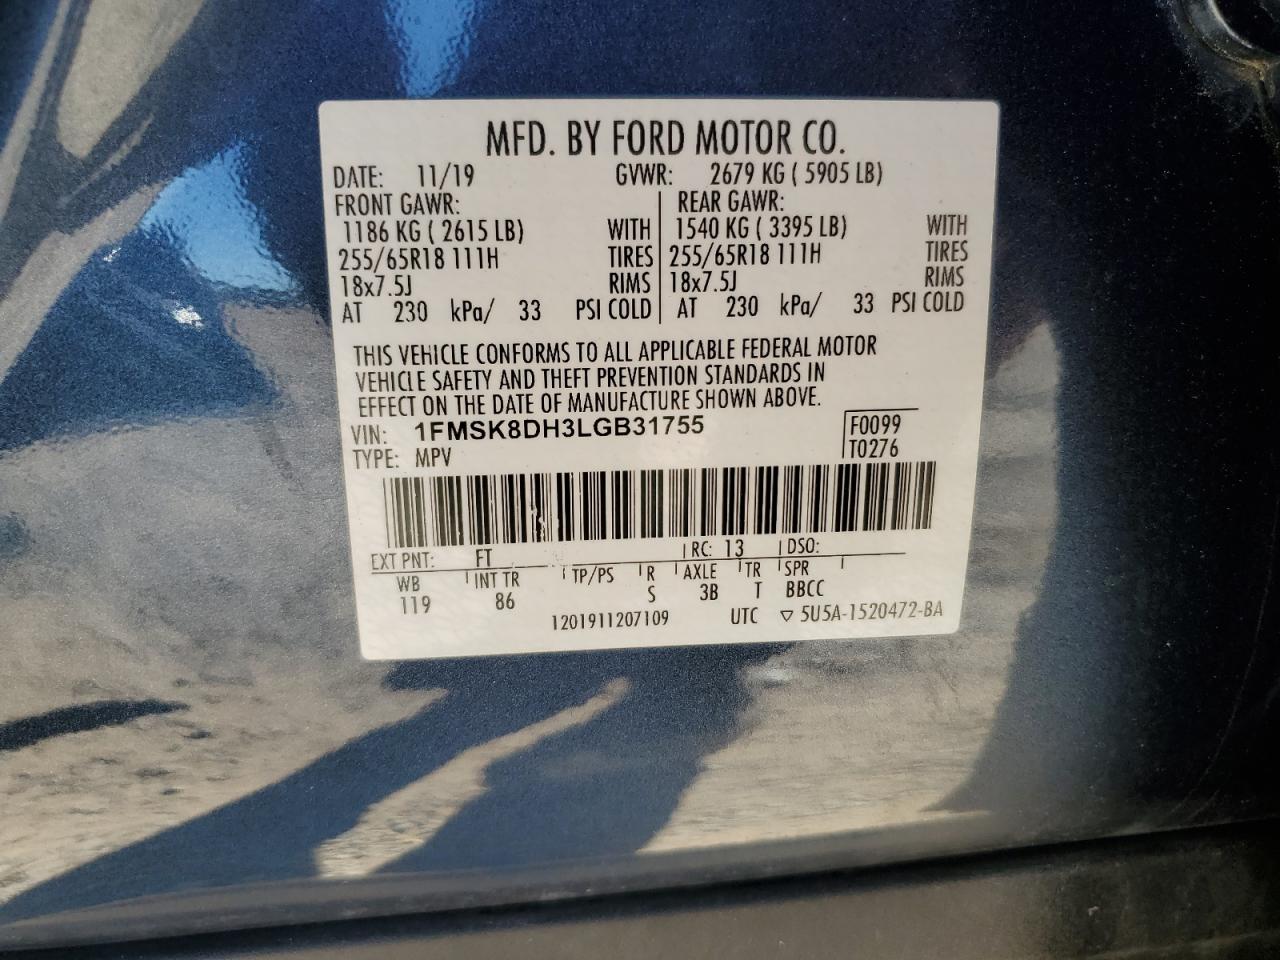 MFD. BY FORD MOTOR CO.
DATE: 11/19 GVWR: 2679 KG ( 5905 LB)
FRONT GAWR: REAR GAWR:
1186 KG ( 2615 LB) WITH 1540 KG ( 3395 LB) WITH
255/65R18 111H TIRES 255/65R18 111H TIRES
18x7.5J RIMS 18x7.5J RIMS
AT 230 kPa/ 33 PSI COLD AT 230 kPa/ 33 PSI COLD
THIS VEHICLE CONFORMS TO ALL APPLICABLE FEDERAL MOTOR
VEHICLE SAFETY AND THEFT PREVENTION STANDARDS IN
EFFECT ON THE DATE OF MANUFACTURE SHOWN ABOVE.
VIN: 1FMSK8DH3LGB31755 F0099
TYPE: MPV T0276
EXT PNT: FT RC: 13 DSO:
WB INT TR TP/PS R AXLE TR SPR
119 86 S 3B T BBCC
1201911207109 UTC ▽ 5U5A-1520472-BA